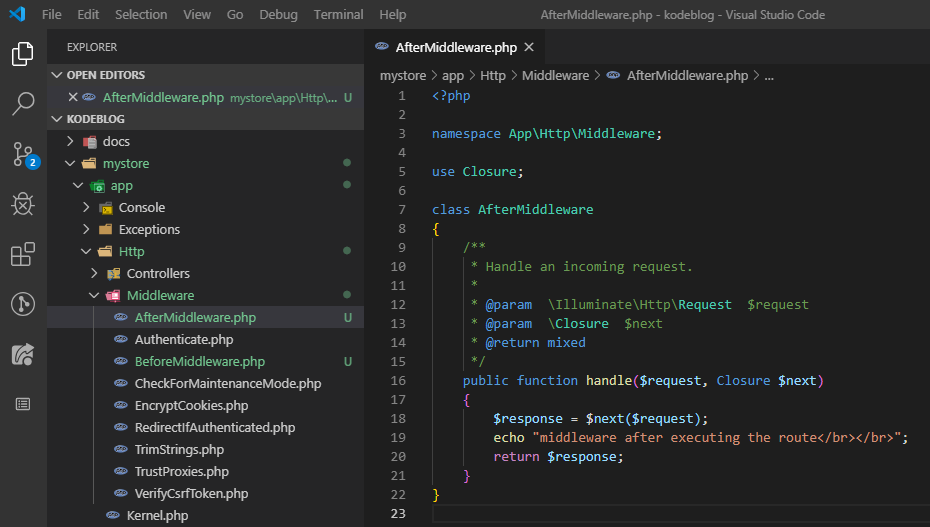 File Edit Selection View Go Debug Terminal Help AfterMiddleware.php - kodeblog - Visual Studio Code
EXPLORER
OPEN EDITORS
AfterMiddleware.php mystore\app\Http\... U
KODEBLOG
docs
mystore
app
Console
Exceptions
Http
Controllers
Middleware
AfterMiddleware.php U
Authenticate.php
BeforeMiddleware.php U
CheckForMaintenanceMode.php
EncryptCookies.php
RedirectIfAuthenticated.php
TrimStrings.php
TrustProxies.php
VerifyCsrfToken.php
Kernel.php
2
AfterMiddleware.php
mystore > app > Http > Middleware > AfterMiddleware.php > ...
1 <?php
2
3 namespace App\Http\Middleware;
4
5 use Closure;
6
7 class AfterMiddleware
8 {
9 /**
10 * Handle an incoming request.
11 *
12 * @param \Illuminate\Http\Request $request
13 * @param \Closure $next
14 * @return mixed
15 */
16 public function handle($request, Closure $next)
17 {
18 $response = $next($request);
19 echo "middleware after executing the route</br></br>";
20 return $response;
21 }
22 }
23